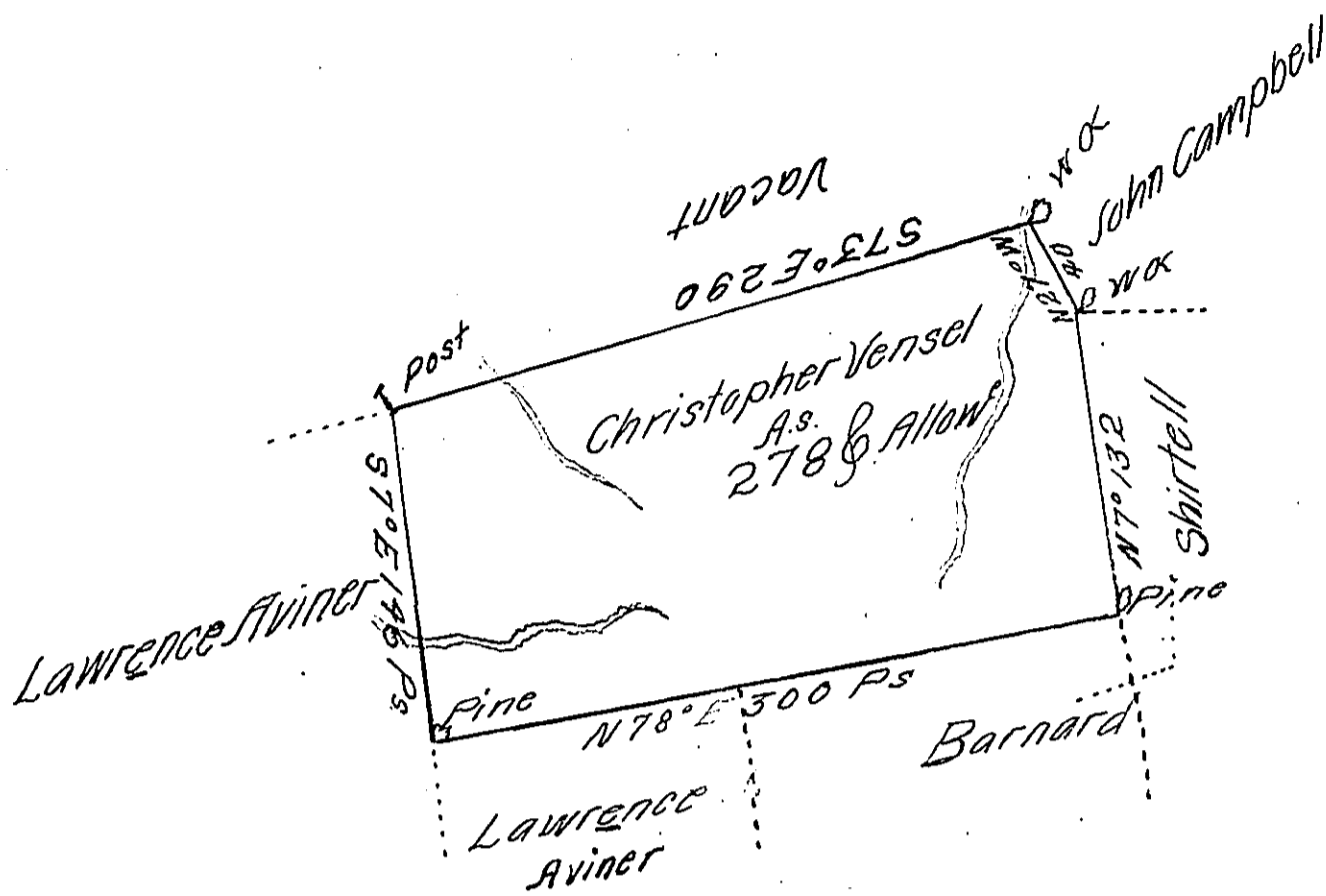 Vacant
S73°E 290
John Campbell
W O
N27°W 40
W O
Post
Christopher Vensel
A.s.
278 & Allowe
S7°E 146 Ps
N7° 132
Shirtell
Lawrence Aviner
Pine
Pine
N78°E 300 Ps
Barnard
Lawrence
Aviner